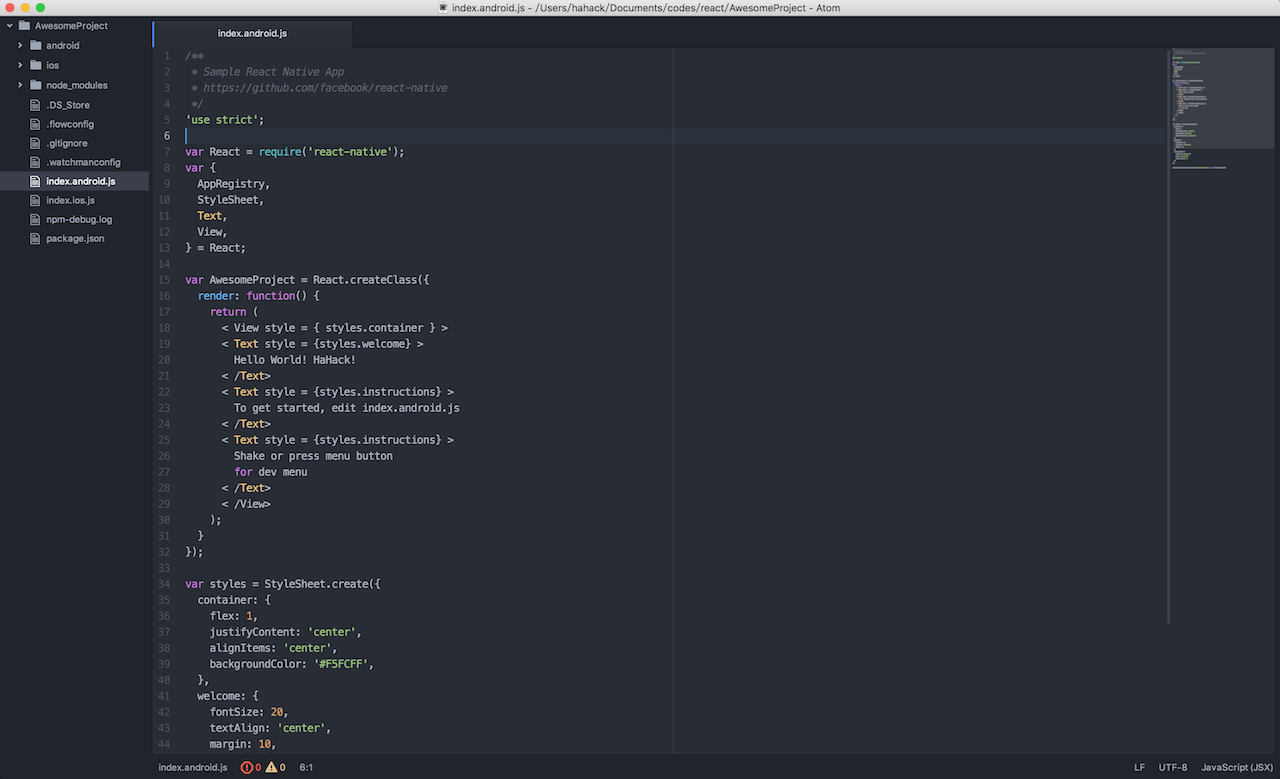 index.android.js - /Users/hahack/Documents/codes/react/AwesomeProject - Atom
AwesomeProject
android
ios
node_modules
.DS_Store
.flowconfig
.gitignore
.watchmanconfig
index.android.js
index.ios.js
npm-debug.log
package.json
index.android.js
1 /**
2  * Sample React Native App
3  * https://github.com/facebook/react-native
4  */
5 'use strict';
6
7 var React = require('react-native');
8 var {
9   AppRegistry,
10   StyleSheet,
11   Text,
12   View,
13 } = React;
14
15 var AwesomeProject = React.createClass({
16   render: function() {
17     return (
18       < View style = { styles.container } >
19       < Text style = {styles.welcome} >
20         Hello World! HaHack!
21       < /Text>
22       < Text style = {styles.instructions} >
23         To get started, edit index.android.js
24       < /Text>
25       < Text style = {styles.instructions} >
26         Shake or press menu button
27         for dev menu
28       < /Text>
29       < /View>
30     );
31   }
32 });
33
34 var styles = StyleSheet.create({
35   container: {
36     flex: 1,
37     justifyContent: 'center',
38     alignItems: 'center',
39     backgroundColor: '#F5FCFF',
40   },
41   welcome: {
42     fontSize: 20,
43     textAlign: 'center',
44     margin: 10,
index.android.js 0 0 6:1 LF UTF-8 JavaScript (JSX)